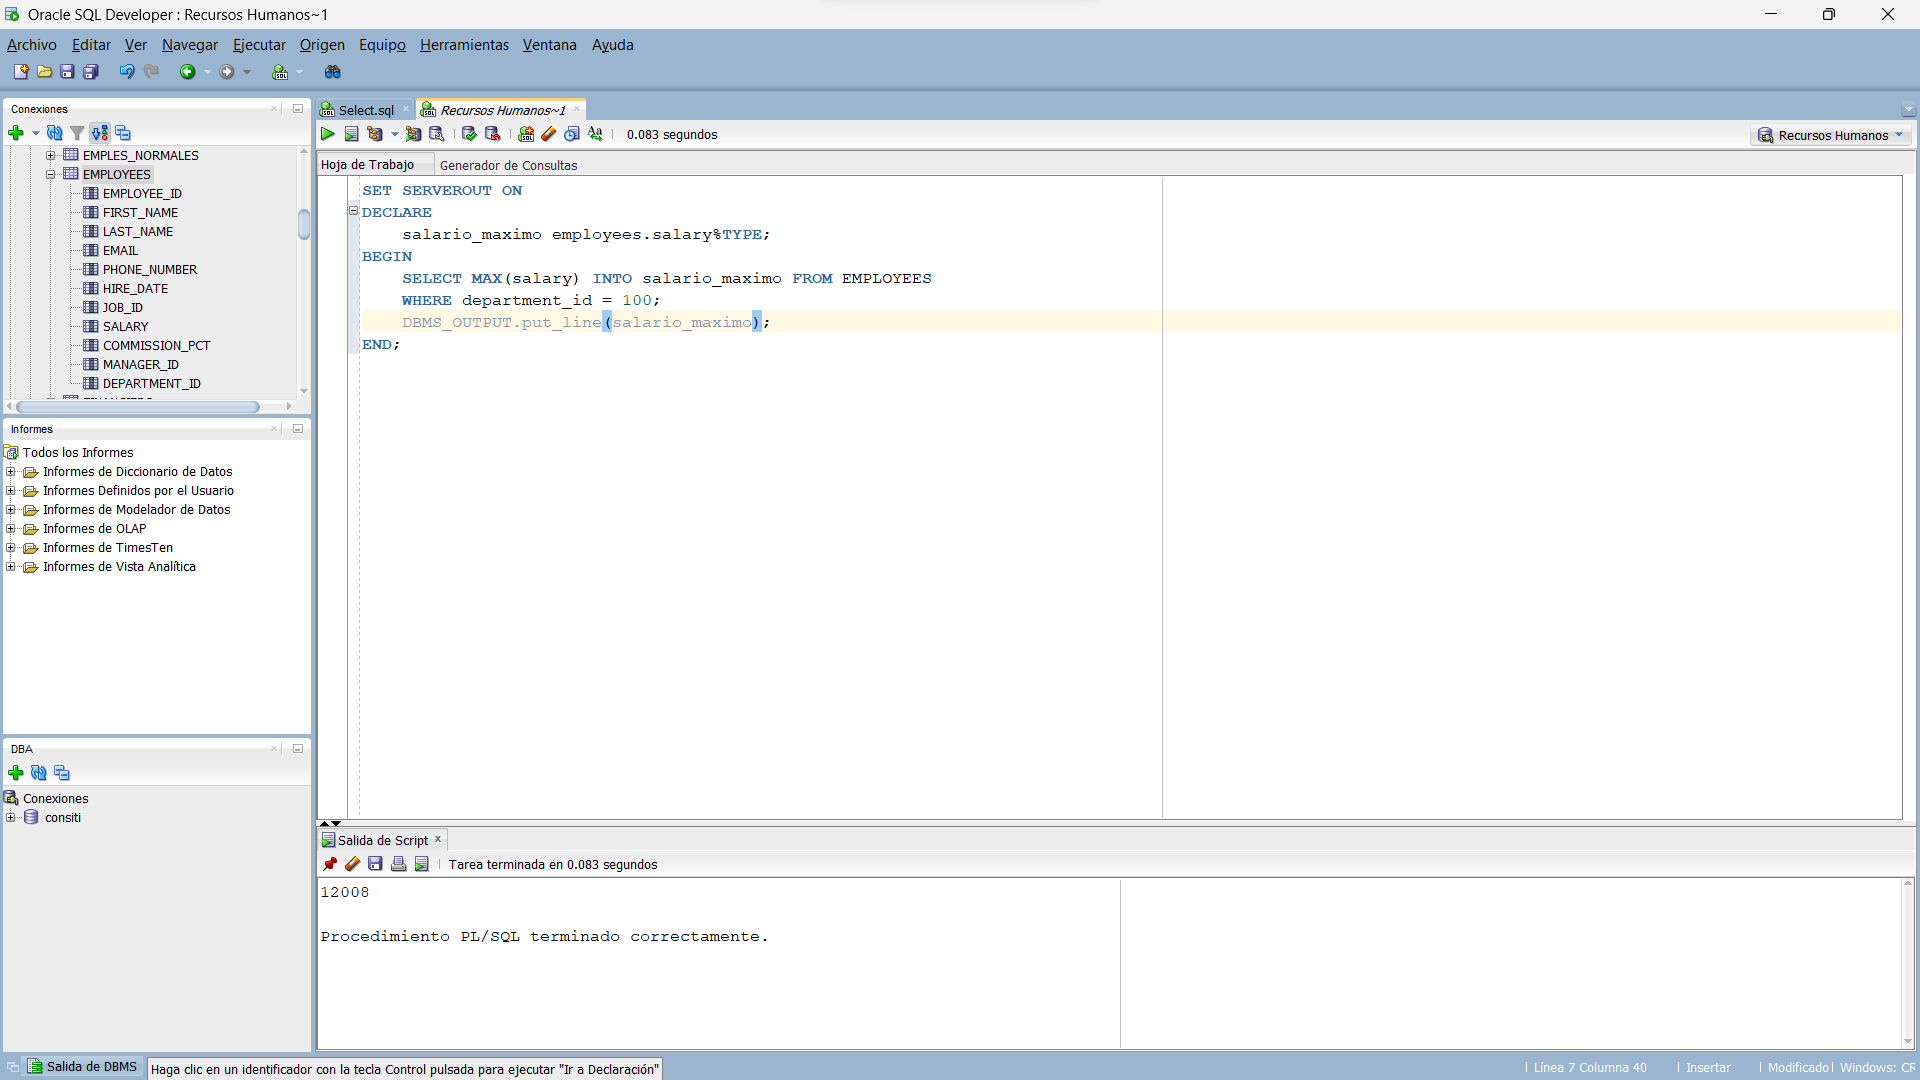 Oracle SQL Developer : Recursos Humanos~1
Archivo Editar Ver Navegar Ejecutar Origen Equipo Herramientas Ventana Ayuda
Conexiones
EMPLES_NORMALES
EMPLOYEES
EMPLOYEE_ID
FIRST_NAME
LAST_NAME
EMAIL
PHONE_NUMBER
HIRE_DATE
JOB_ID
SALARY
COMMISSION_PCT
MANAGER_ID
DEPARTMENT_ID
Informes
Todos los Informes
Informes de Diccionario de Datos
Informes Definidos por el Usuario
Informes de Modelador de Datos
Informes de OLAP
Informes de TimesTen
Informes de Vista Analítica
DBA
Conexiones
consiti
Select.sql Recursos Humanos~1
0.083 segundos
Recursos Humanos
Hoja de Trabajo Generador de Consultas
SET SERVEROUT ON
DECLARE
salario_maximo employees.salary%TYPE;
BEGIN
SELECT MAX(salary) INTO salario_maximo FROM EMPLOYEES
WHERE department_id = 100;
DBMS_OUTPUT.put_line(salario_maximo);
END;
Salida de Script
Tarea terminada en 0.083 segundos
12008
Procedimiento PL/SQL terminado correctamente.
Salida de DBMS
Haga clic en un identificador con la tecla Control pulsada para ejecutar "Ir a Declaración"
Línea 7 Columna 40 Insertar Modificado Windows: CR